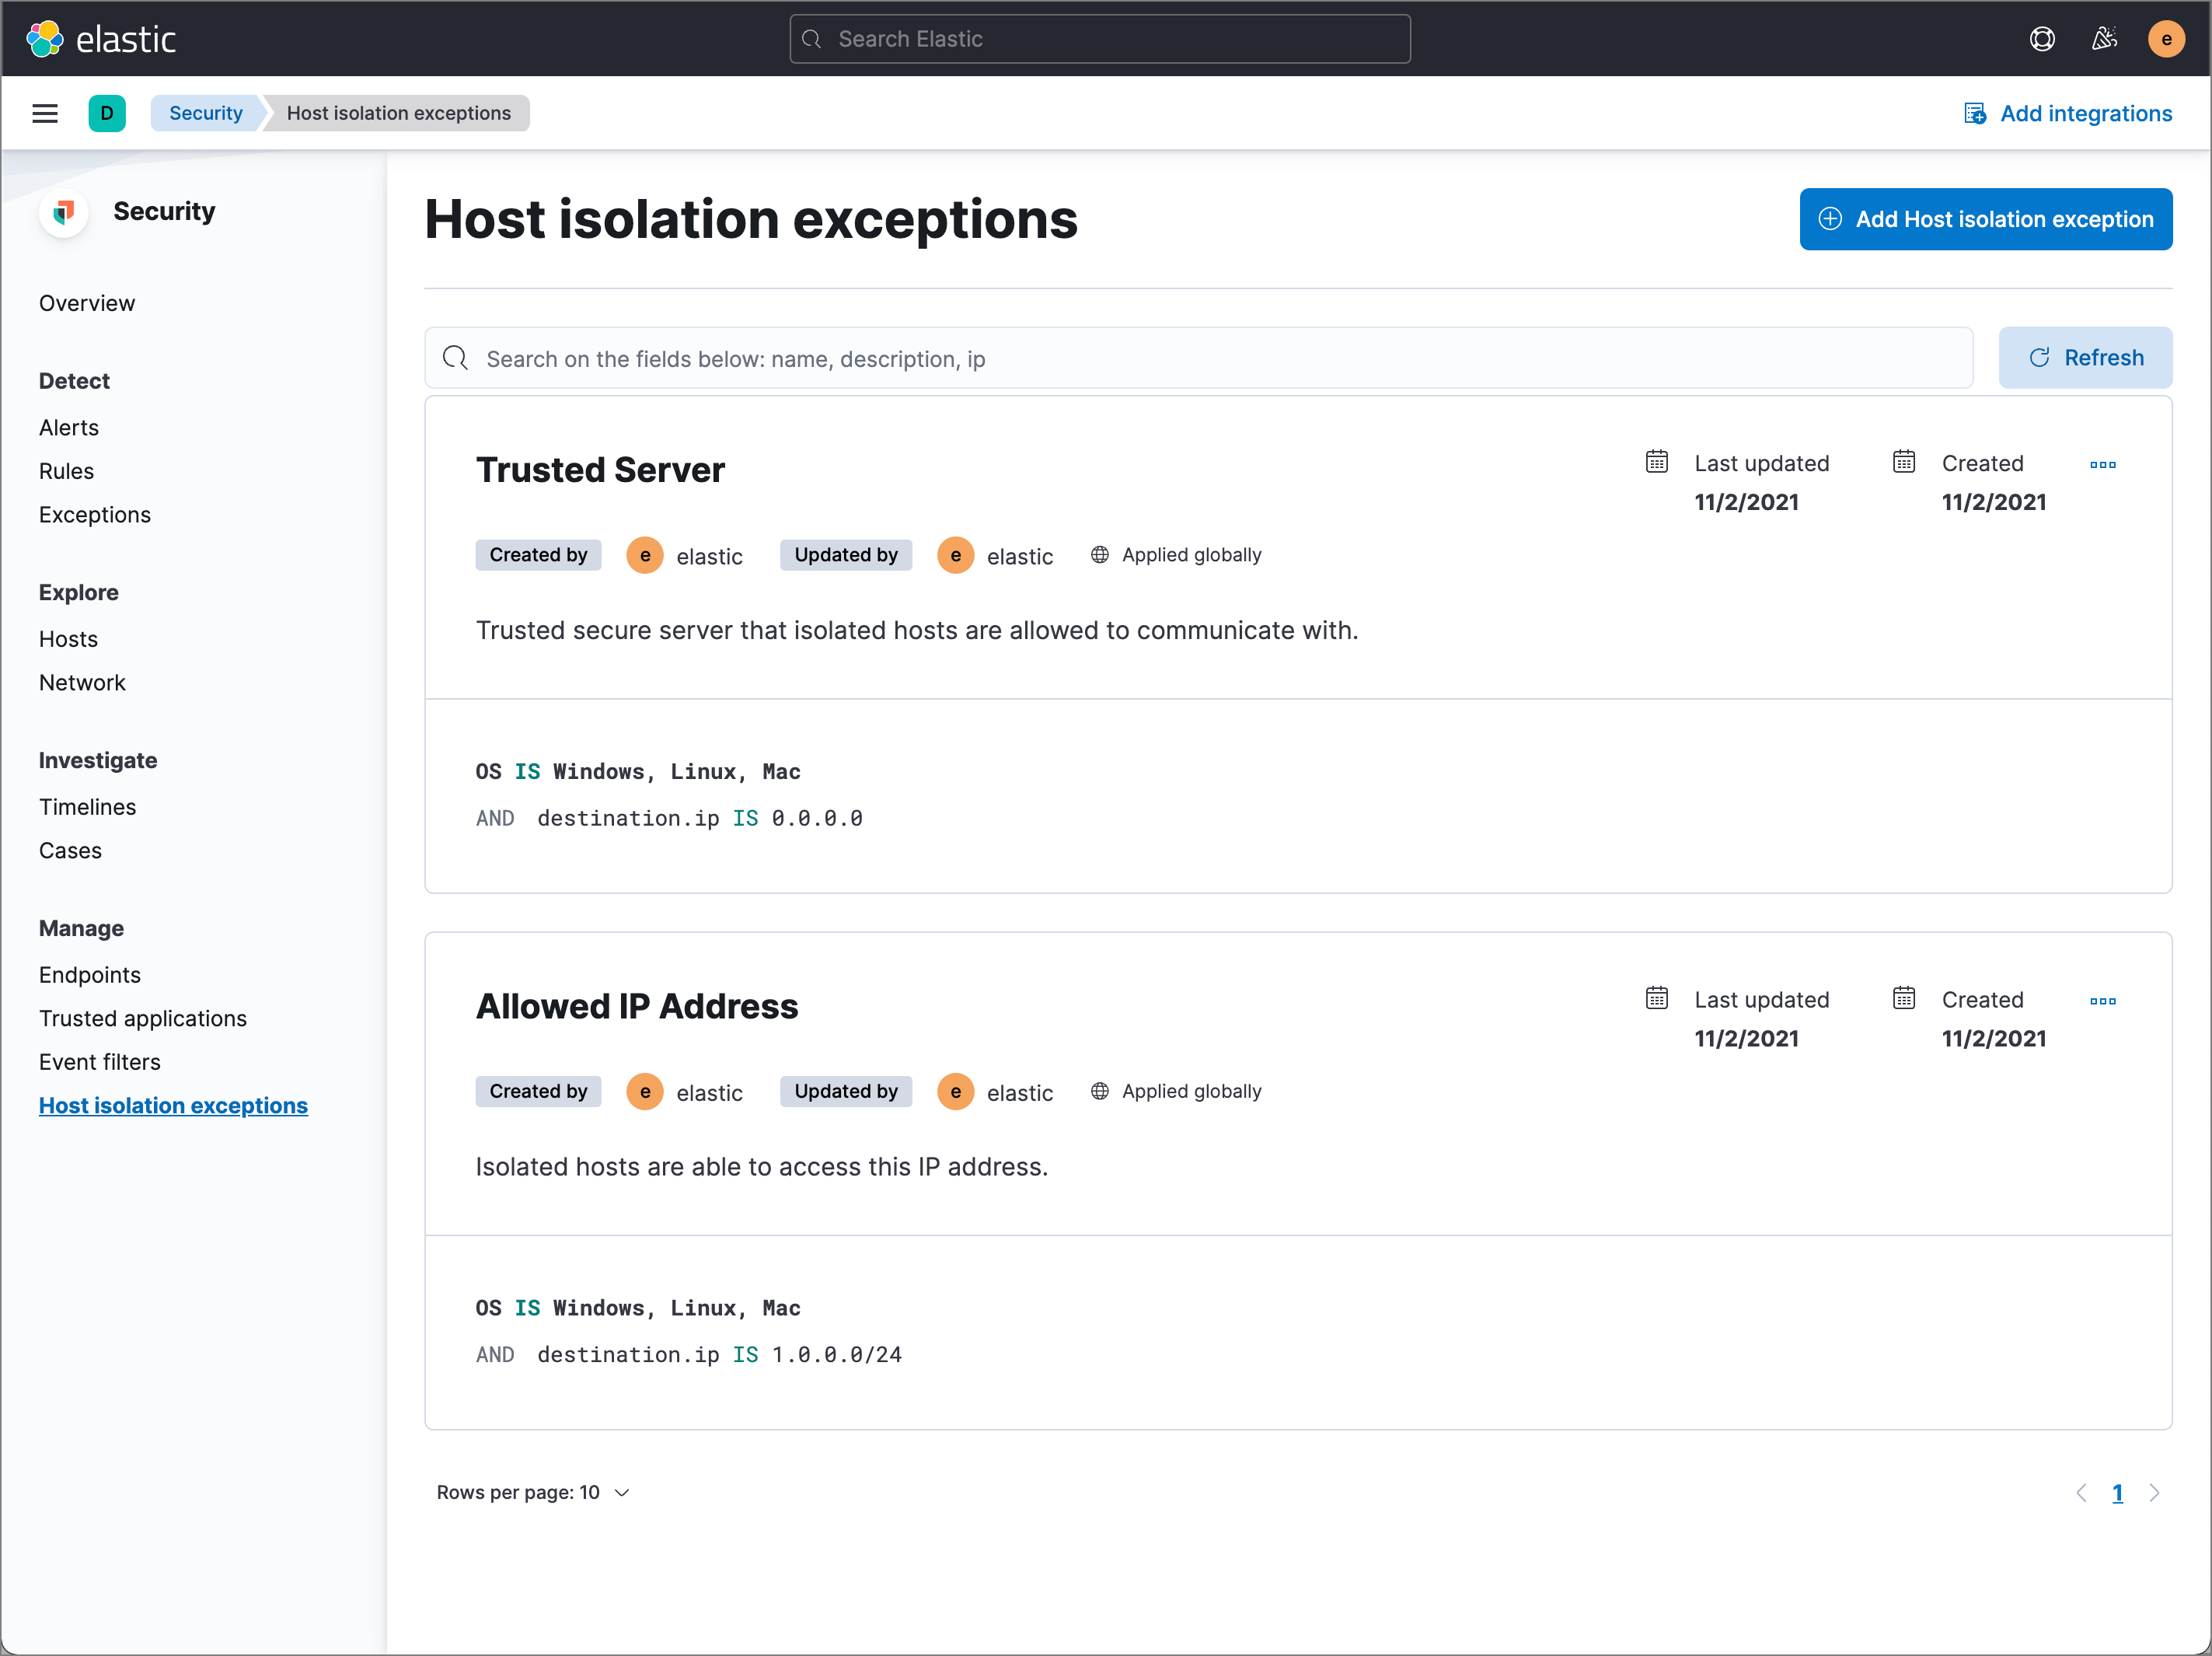 elastic
Search Elastic
e
D
Security
Host isolation exceptions
Add integrations
Security
Overview
Detect
Alerts
Rules
Exceptions
Explore
Hosts
Network
Investigate
Timelines
Cases
Manage
Endpoints
Trusted applications
Event filters
Host isolation exceptions
Host isolation exceptions
Add Host isolation exception
Search on the fields below: name, description, ip
Refresh
Trusted Server
Last updated
11/2/2021
Created
11/2/2021
Created by e elastic Updated by e elastic Applied globally
Trusted secure server that isolated hosts are allowed to communicate with.
OS IS Windows, Linux, Mac
AND destination.ip IS 0.0.0.0
Allowed IP Address
Last updated
11/2/2021
Created
11/2/2021
Created by e elastic Updated by e elastic Applied globally
Isolated hosts are able to access this IP address.
OS IS Windows, Linux, Mac
AND destination.ip IS 1.0.0.0/24
Rows per page: 10
1